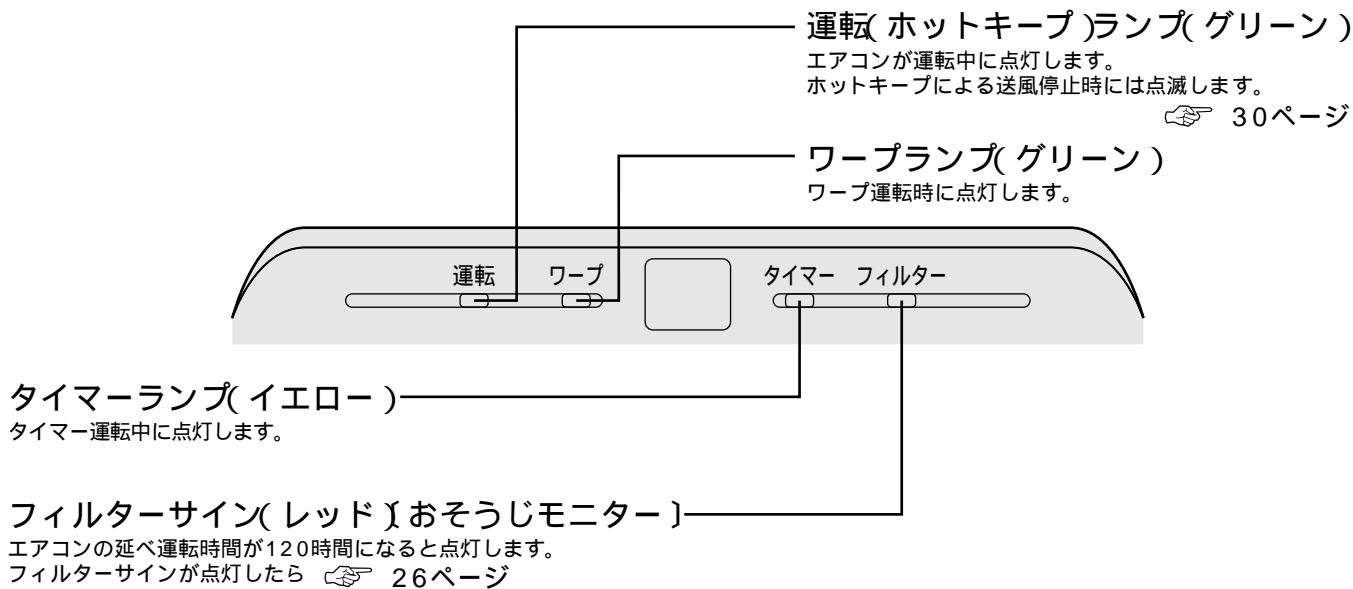 運転(ホットキープ)ランプ(グリーン)
エアコンが運転中に点灯します。
ホットキープによる送風停止時には点滅します。
☞ 30ページ
ワープランプ(グリーン)
ワープ運転時に点灯します。
運転 ワープ タイマー フィルター
タイマーランプ(イエロー)
タイマー運転中に点灯します。
フィルターサイン(レッド)〔おそうじモニター〕
エアコンの延べ運転時間が120時間になると点灯します。
フィルターサインが点灯したら ☞ 26ページ